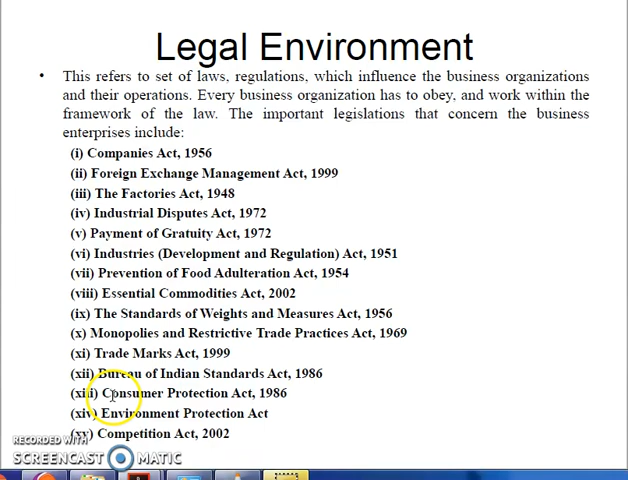 Legal Environment
• This refers to set of laws, regulations, which influence the business organizations
and their operations. Every business organization has to obey, and work within the
framework of the law. The important legislations that concern the business
enterprises include:
(i) Companies Act, 1956
(ii) Foreign Exchange Management Act, 1999
(iii) The Factories Act, 1948
(iv) Industrial Disputes Act, 1972
(v) Payment of Gratuity Act, 1972
(vi) Industries (Development and Regulation) Act, 1951
(vii) Prevention of Food Adulteration Act, 1954
(viii) Essential Commodities Act, 2002
(ix) The Standards of Weights and Measures Act, 1956
(x) Monopolies and Restrictive Trade Practices Act, 1969
(xi) Trade Marks Act, 1999
(xii) Bureau of Indian Standards Act, 1986
(xiii) Consumer Protection Act, 1986
(xiv) Environment Protection Act
(xv) Competition Act, 2002
RECORDED WITH
SCREENCAST MATIC